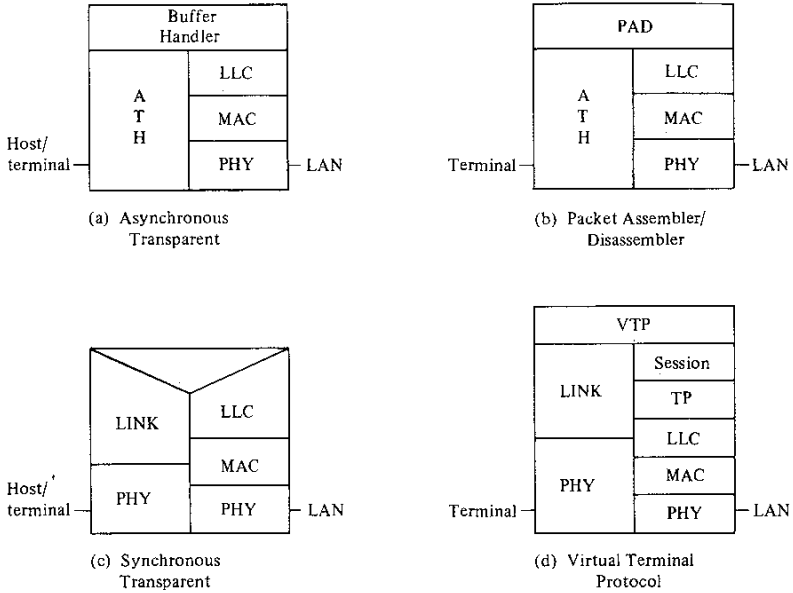 Buffer
Handler
A
T
H
LLC
MAC
PHY
Host/
terminal
LAN
(a) Asynchronous
Transparent
PAD
A
T
H
LLC
MAC
PHY
Terminal
LAN
(b) Packet Assembler/
Disassembler
LINK
PHY
LLC
MAC
PHY
Host/
terminal
LAN
(c) Synchronous
Transparent
VTP
LINK
PHY
Session
TP
LLC
MAC
PHY
Terminal
LAN
(d) Virtual Terminal
Protocol